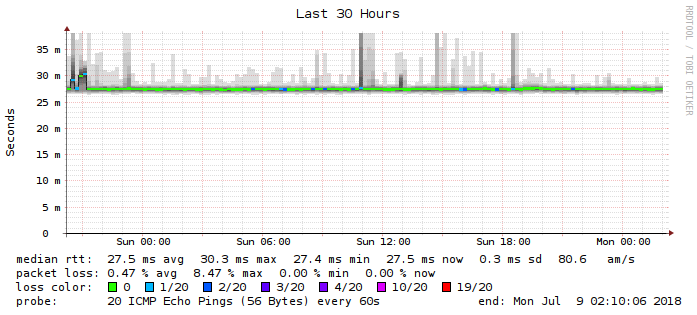 Last 30 Hours
RRDTOOL / TOBI OETIKER
Seconds
35 m
30 m
25 m
20 m
15 m
10 m
5 m
0
Sun 00:00 Sun 06:00 Sun 12:00 Sun 18:00 Mon 00:00
median rtt: 27.5 ms avg 30.3 ms max 27.4 ms min 27.5 ms now 0.3 ms sd 80.6 am/s
packet loss: 0.47 % avg 8.47 % max 0.00 % min 0.00 % now
loss color: 0 1/20 2/20 3/20 4/20 10/20 19/20
probe: 20 ICMP Echo Pings (56 Bytes) every 60s end: Mon Jul 9 02:10:06 2018